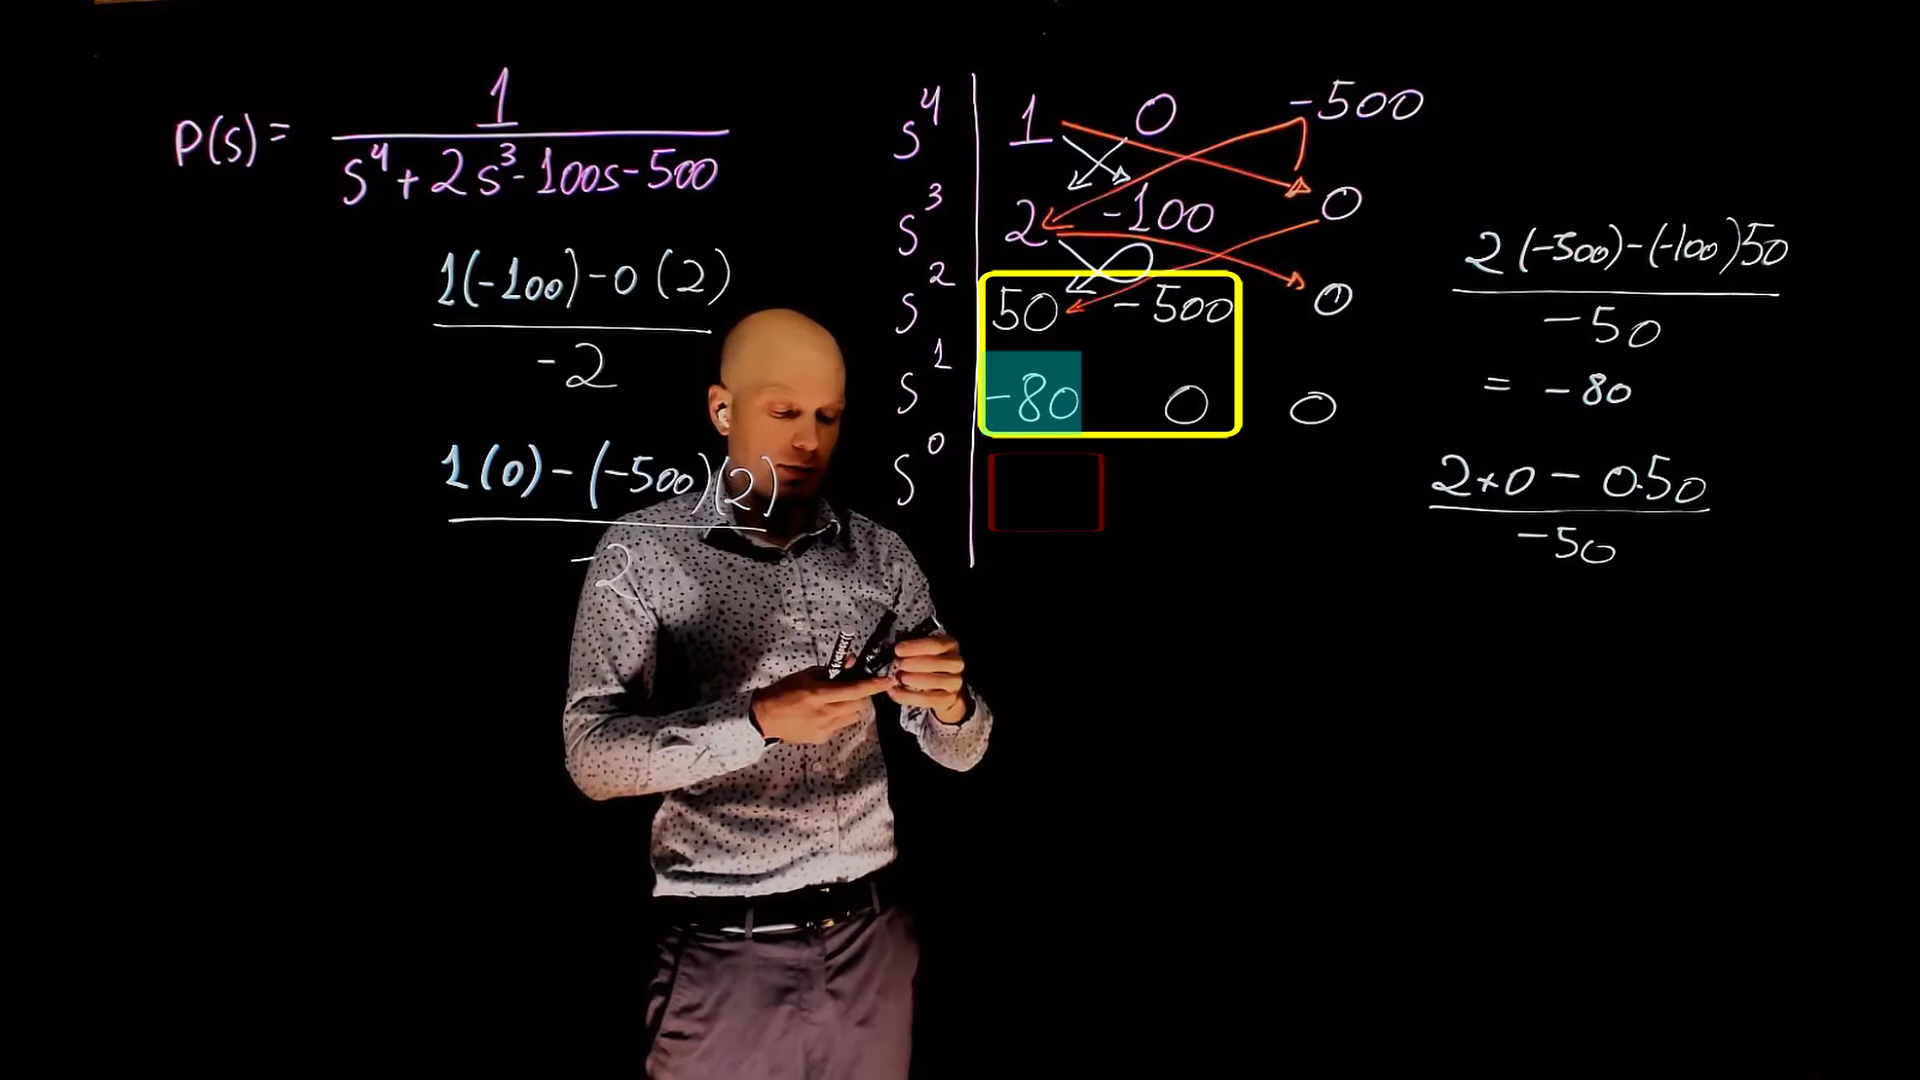 P(s) = 1 / s⁴ + 2s³ - 100s - 500
1(-100) - 0 (2)
-2
1(0) - (-500)(2)
-2
s⁴ 1 0 -500
s³ 2 -100 0
s² 50 -500 0
s¹ -80 0 0
s⁰
2(-500) - (-100)50
-50
= -80
2*0 - 0.50
-50